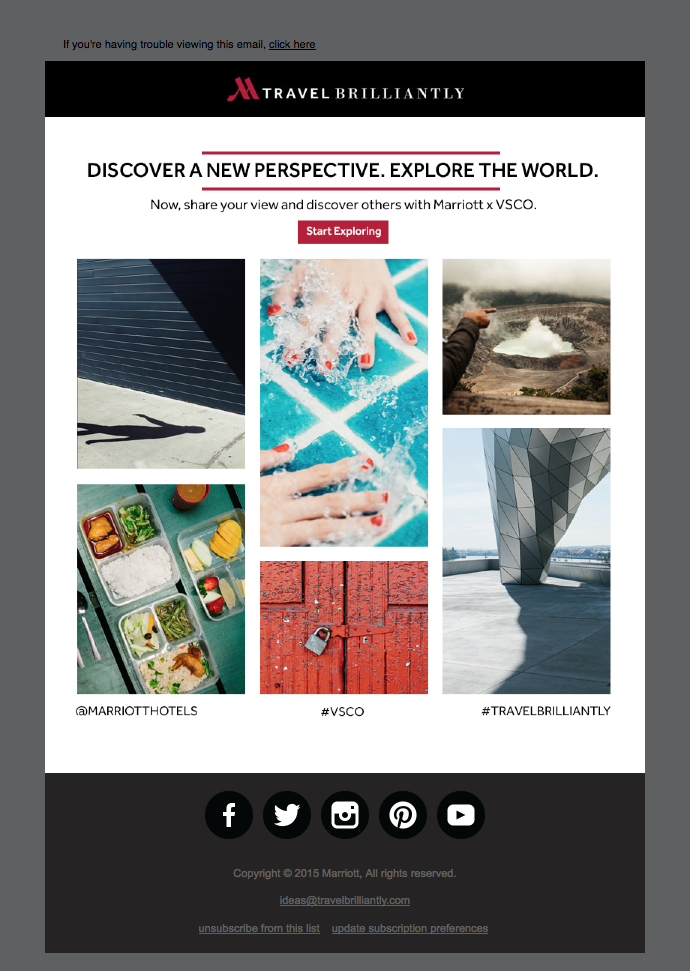 If you're having trouble viewing this email, click here
TRAVEL BRILLIANTLY
DISCOVER A NEW PERSPECTIVE. EXPLORE THE WORLD.
Now, share your view and discover others with Marriott x VSCO.
Start Exploring
@MARRIOTTHOTELS #VSCO #TRAVELBRILLIANTLY
Copyright © 2015 Marriott, All rights reserved.
ideas@travelbrilliantly.com
unsubscribe from this list update subscription preferences